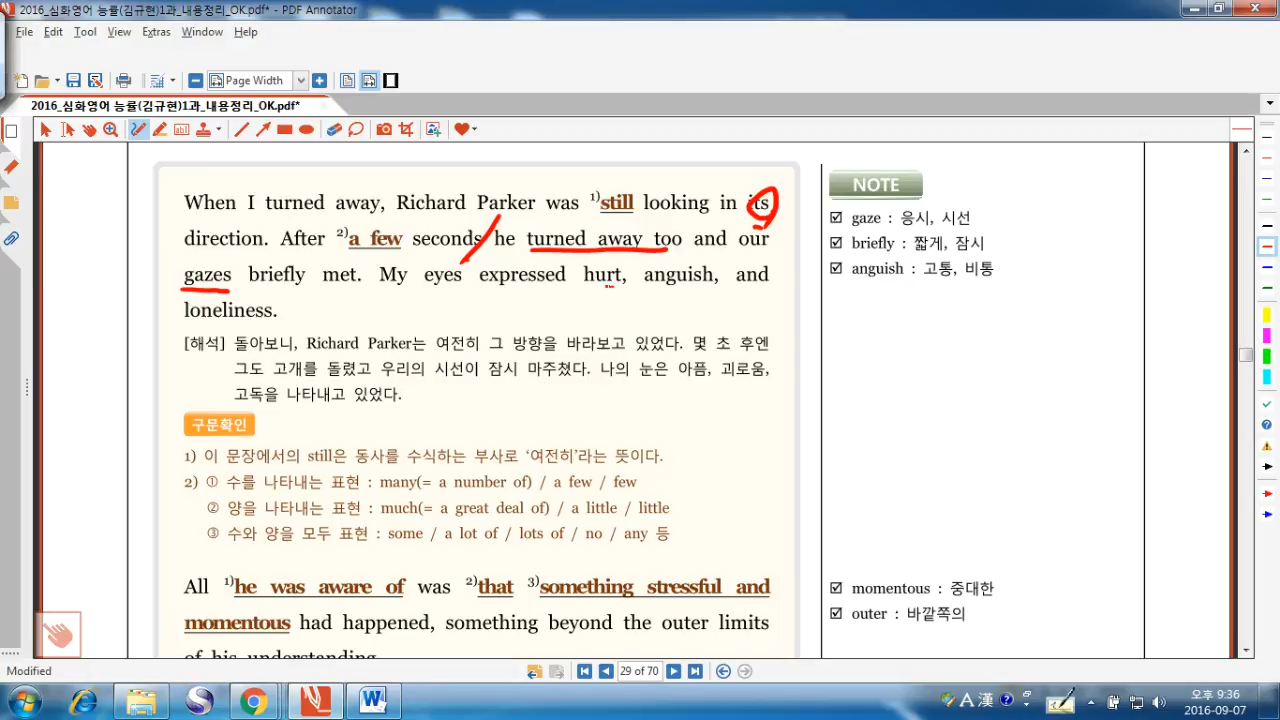 2016_심화영어 능률(김규현)1과_내용정리_OK.pdf* - PDF Annotator
File Edit Tool View Extras Window Help
Page Width
2016_심화영어 능률(김규현)1과_내용정리_OK.pdf*
When I turned away, Richard Parker was 1)still looking in its
direction. After 2)a few seconds he turned away too and our
gazes briefly met. My eyes expressed hurt, anguish, and
loneliness.
[해석] 돌아보니, Richard Parker는 여전히 그 방향을 바라보고 있었다. 몇 초 후엔
그도 고개를 돌렸고 우리의 시선이 잠시 마주쳤다. 나의 눈은 아픔, 괴로움,
고독을 나타내고 있었다.
구문확인
1) 이 문장에서의 still은 동사를 수식하는 부사로 ‘여전히’라는 뜻이다.
2) ① 수를 나타내는 표현 : many(= a number of) / a few / few
② 양을 나타내는 표현 : much(= a great deal of) / a little / little
③ 수와 양을 모두 표현 : some / a lot of / lots of / no / any 등
All 1)he was aware of was 2)that 3)something stressful and
momentous had happened, something beyond the outer limits
of his understanding.
NOTE
gaze : 응시, 시선
briefly : 짧게, 잠시
anguish : 고통, 비통
momentous : 중대한
outer : 바깥쪽의
Modified
29 of 70
A 漢
오후 9:36
2016-09-07